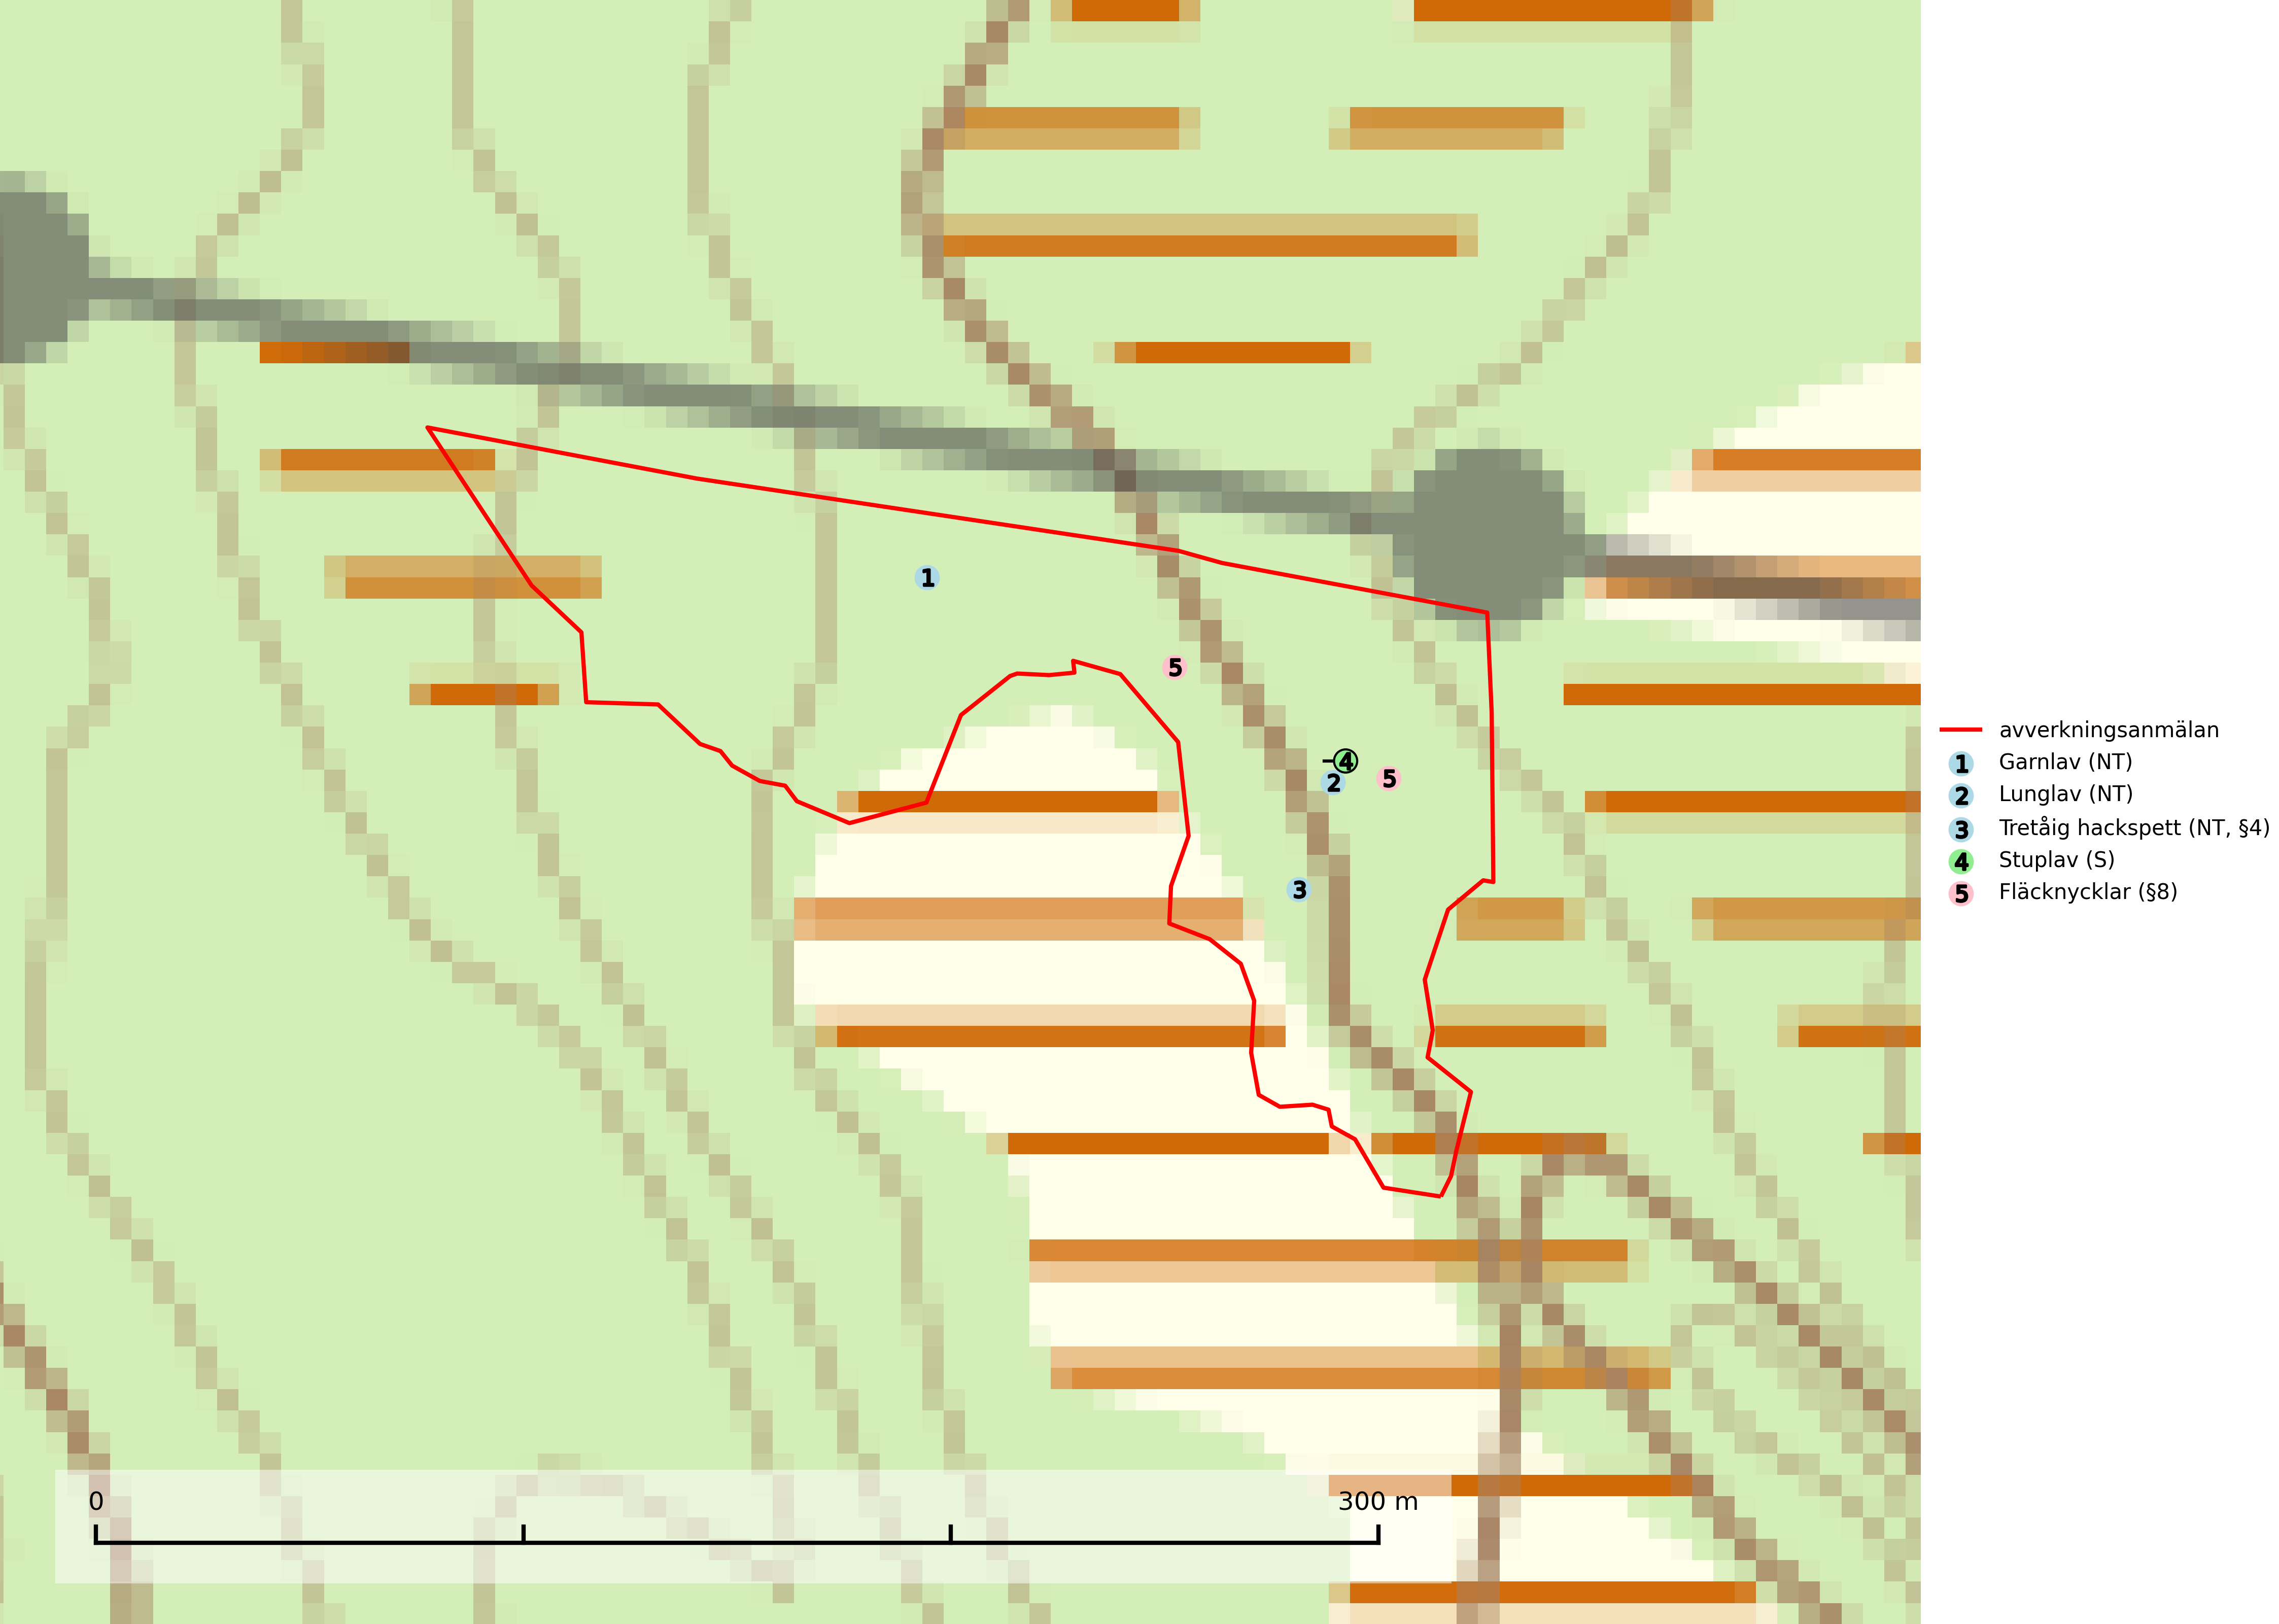 1
5
4
2
5
3
0 300 m
avverkningsanmälan
1 Garnlav (NT)
2 Lunglav (NT)
3 Tretåig hackspett (NT, §4)
4 Stuplav (S)
5 Fläcknycklar (§8)